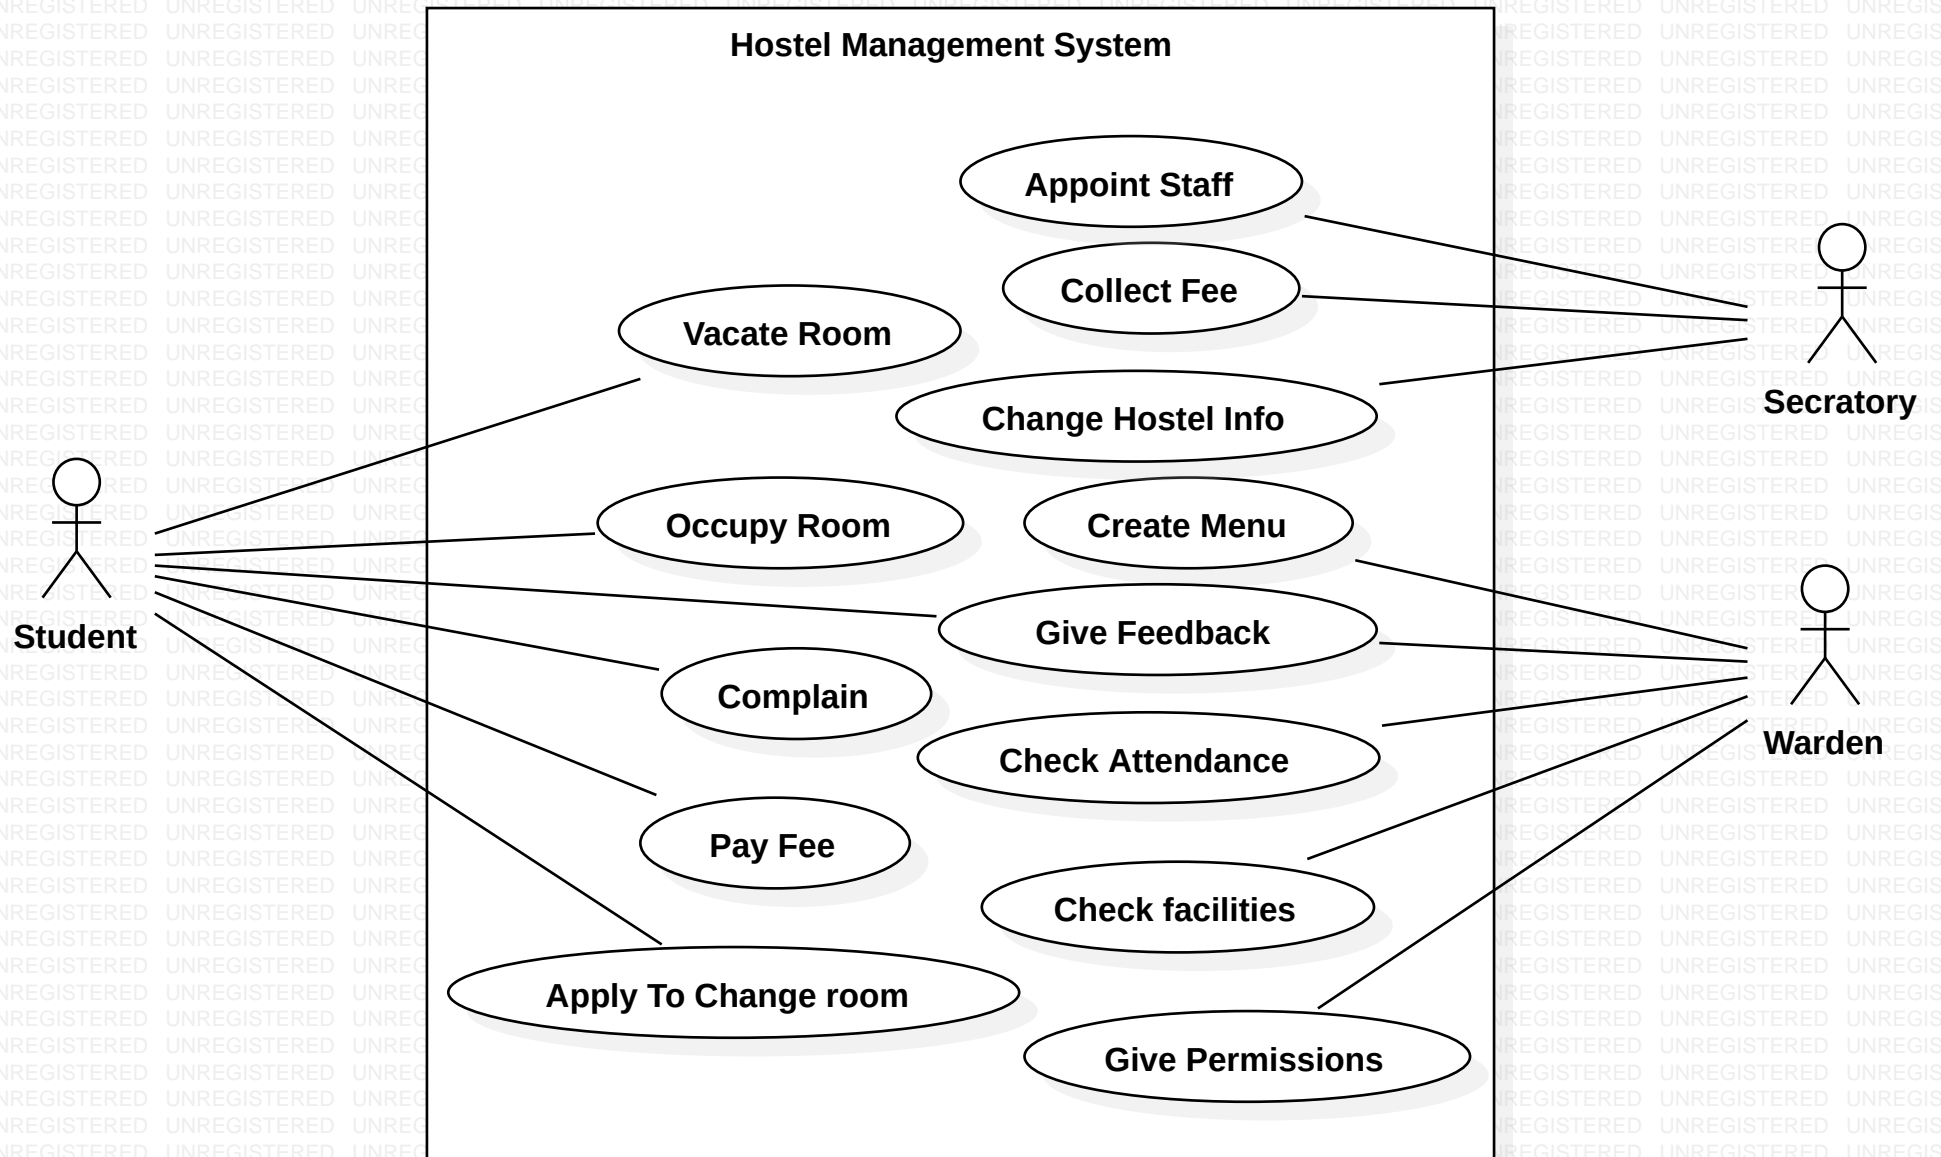 Hostel Management System
Appoint Staff
Collect Fee
Vacate Room
Change Hostel Info
Secratory
Occupy Room
Create Menu
Student
Give Feedback
Complain
Warden
Check Attendance
Pay Fee
Check facilities
Apply To Change room
Give Permissions
UNREGISTERED